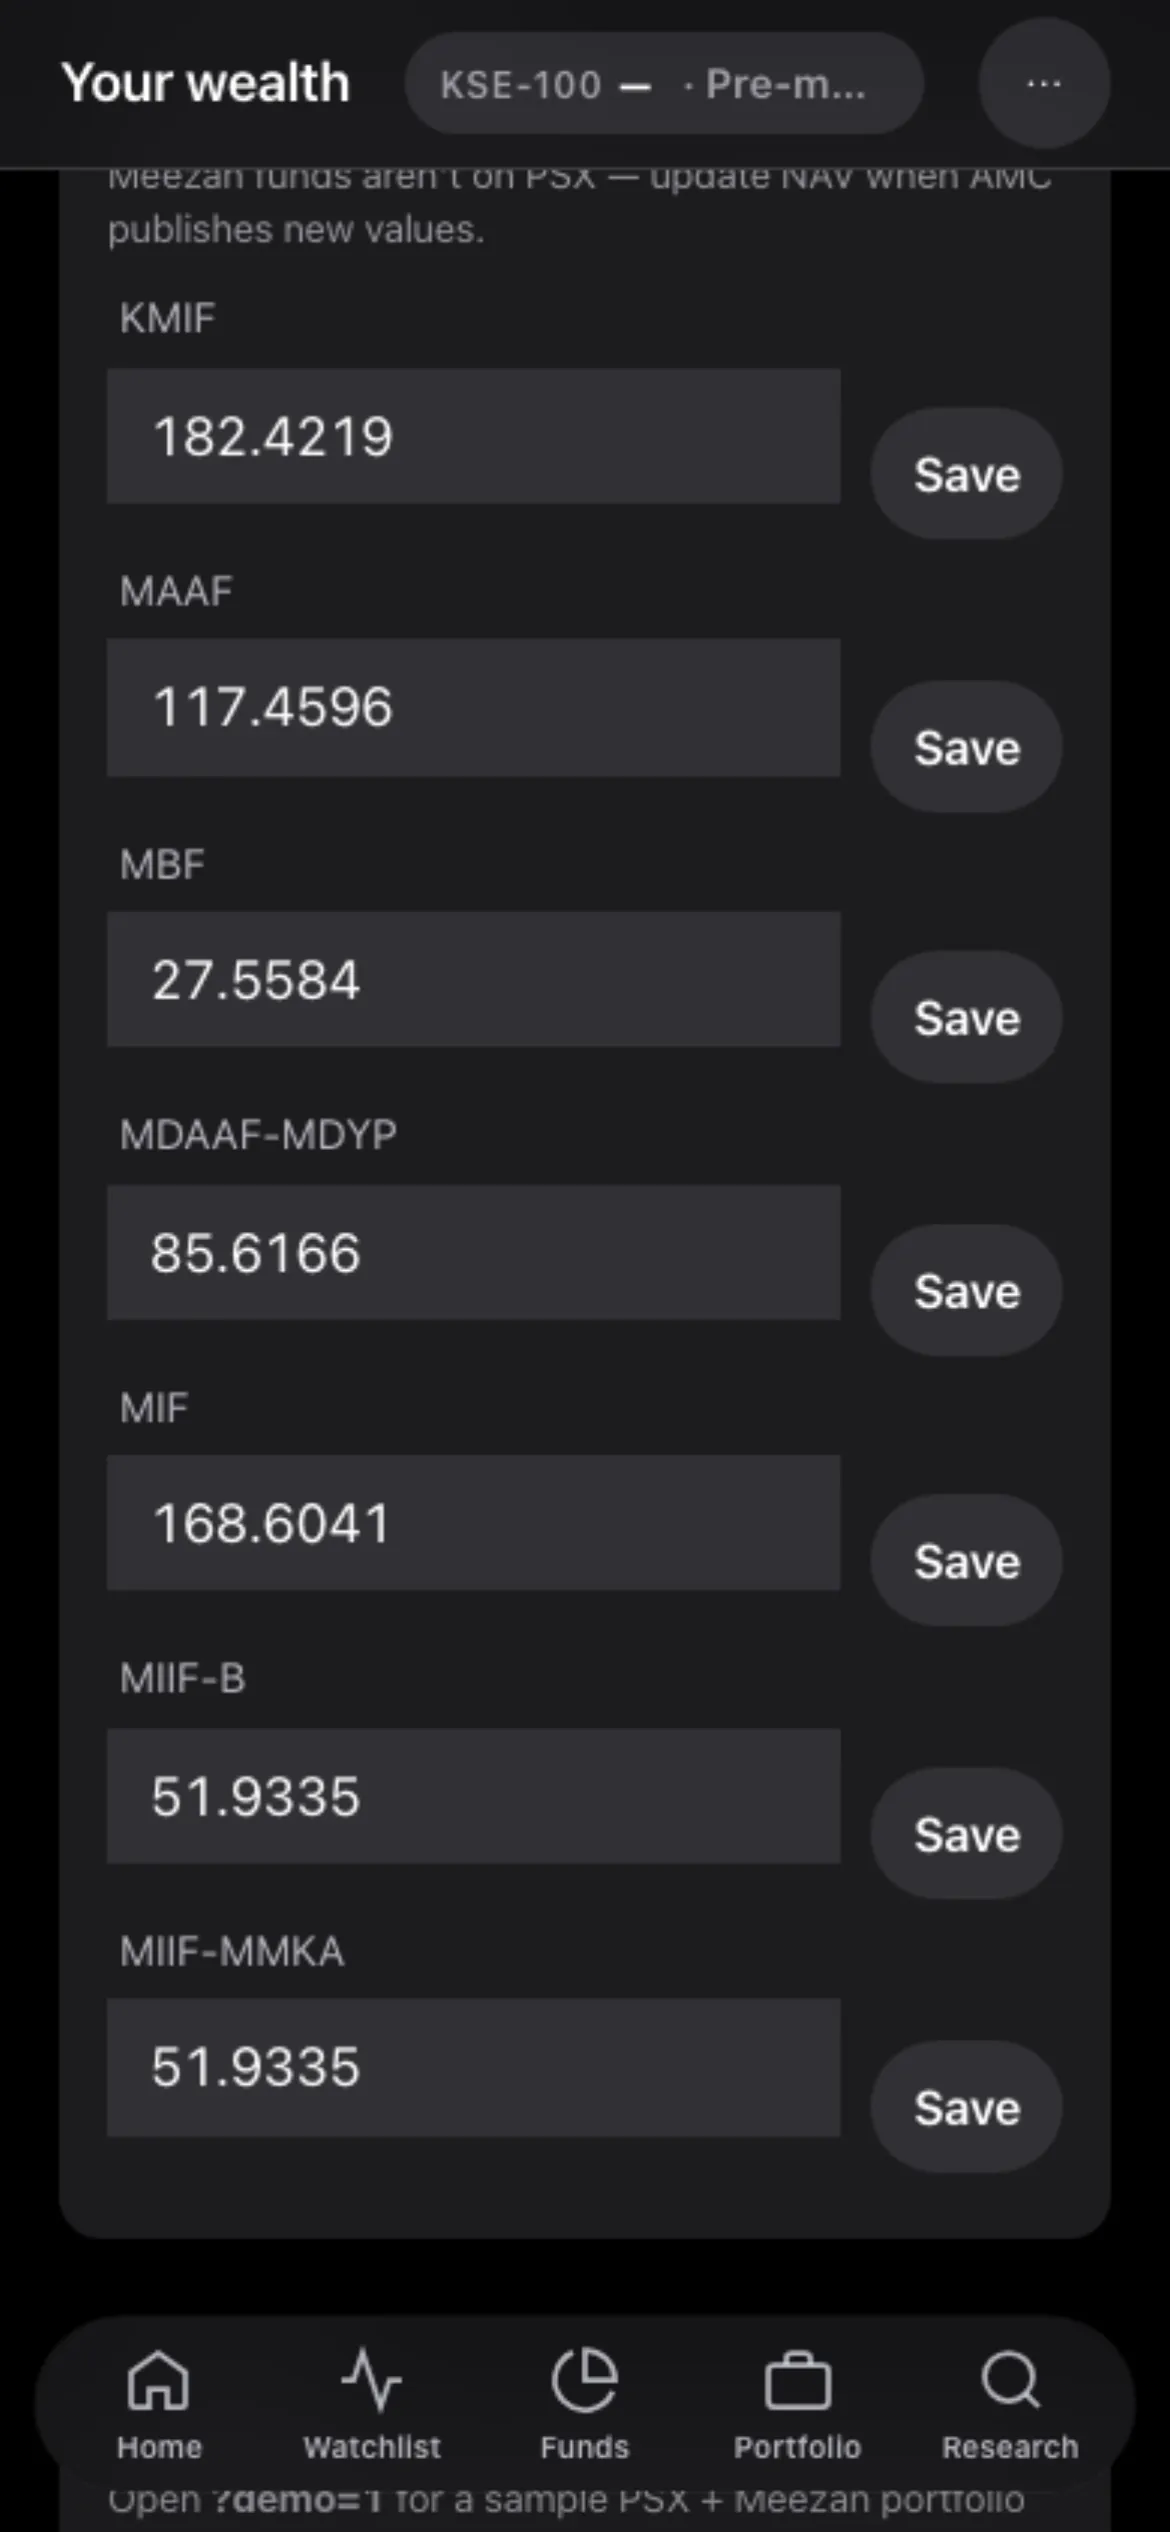 Your wealth
KSE-100 — · Pre-m...
...
Meezan funds aren't on PSX — update NAV when AMC
publishes new values.
KMIF
182.4219
Save
MAAF
117.4596
Save
MBF
27.5584
Save
MDAAF-MDYP
85.6166
Save
MIF
168.6041
Save
MIIF-B
51.9335
Save
MIIF-MMKA
51.9335
Save
Home Watchlist Funds Portfolio Research
Open ?demo=1 for a sample PSX + Meezan portfolio